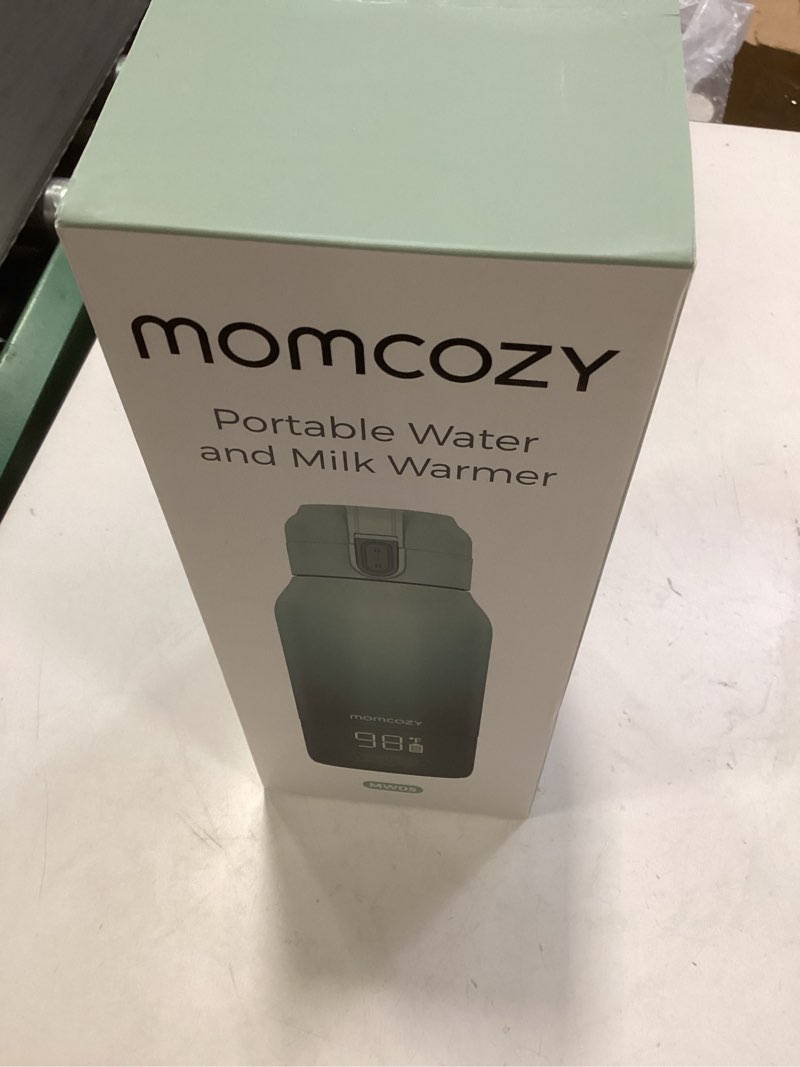 momcozy
Portable Water
and Milk Warmer
momcozy
98°F
MW05